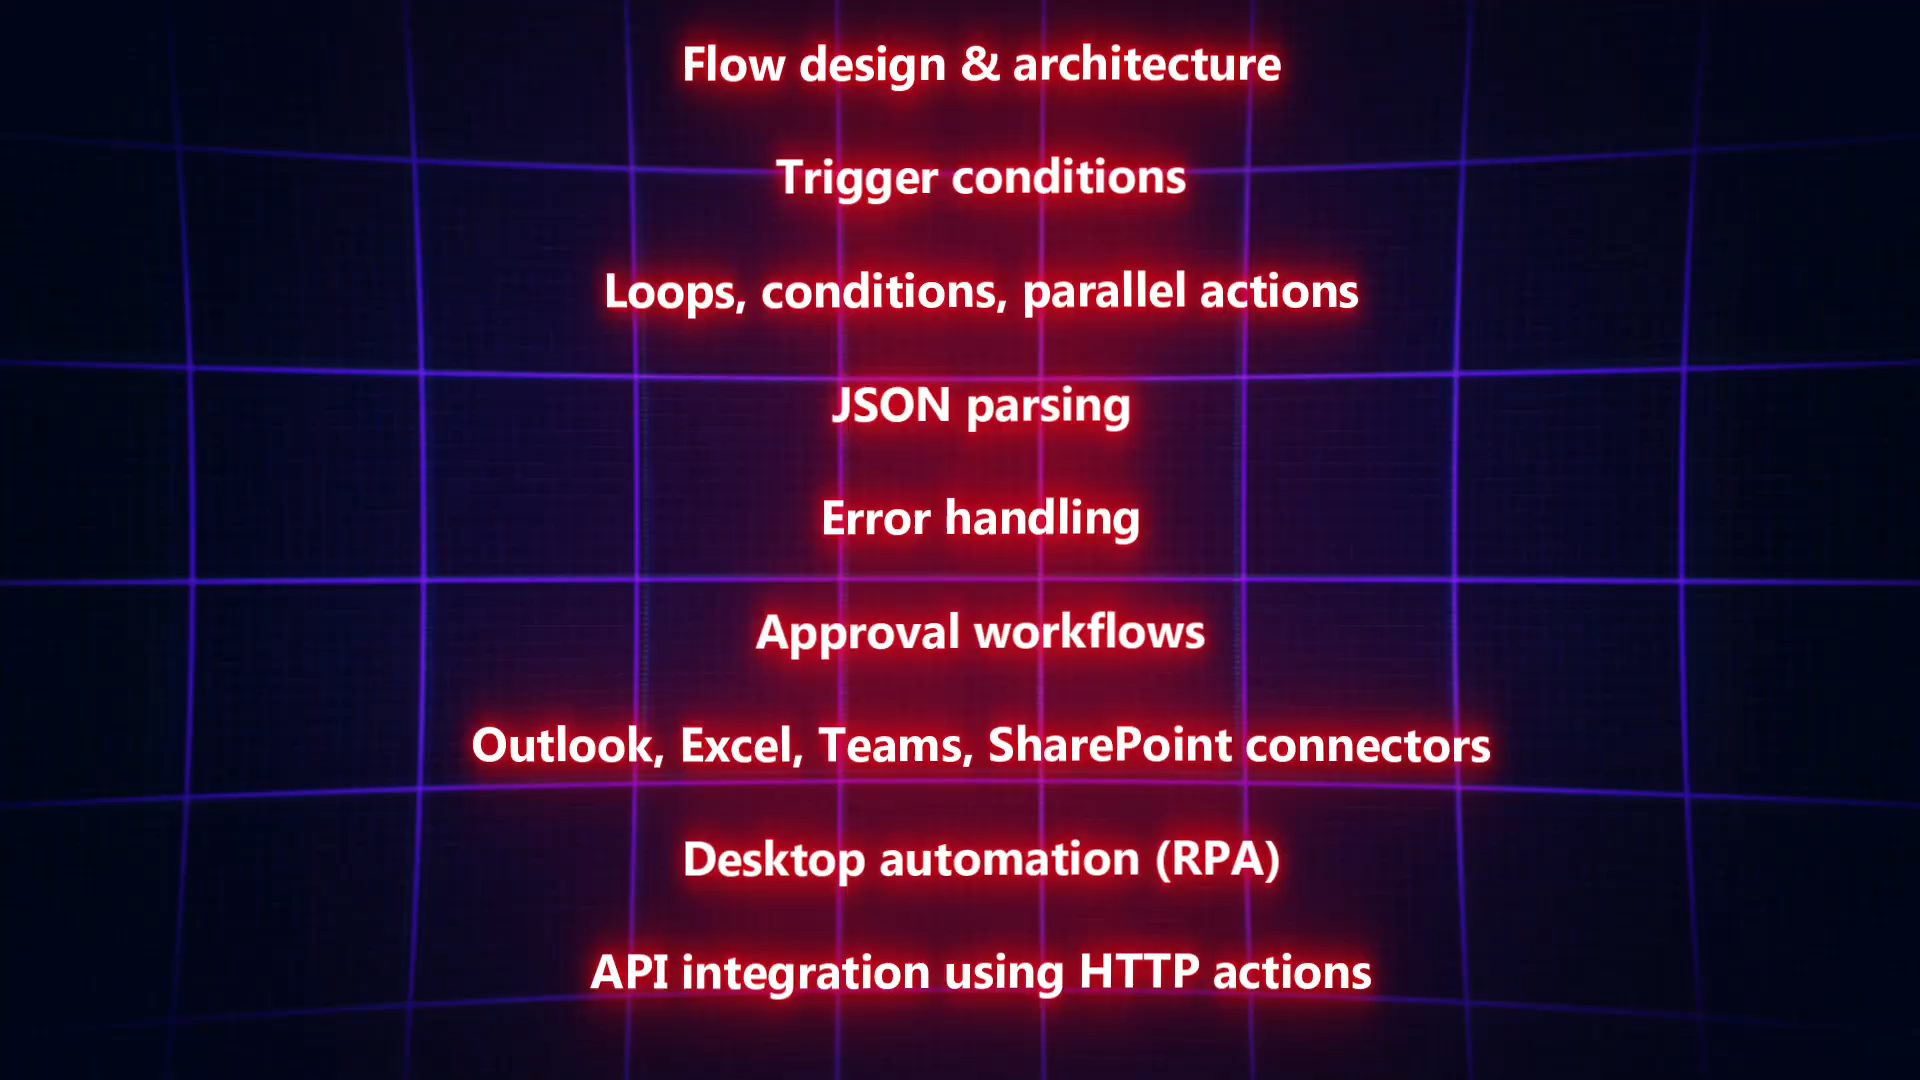 Flow design & architecture
Trigger conditions
Loops, conditions, parallel actions
JSON parsing
Error handling
Approval workflows
Outlook, Excel, Teams, SharePoint connectors
Desktop automation (RPA)
API integration using HTTP actions